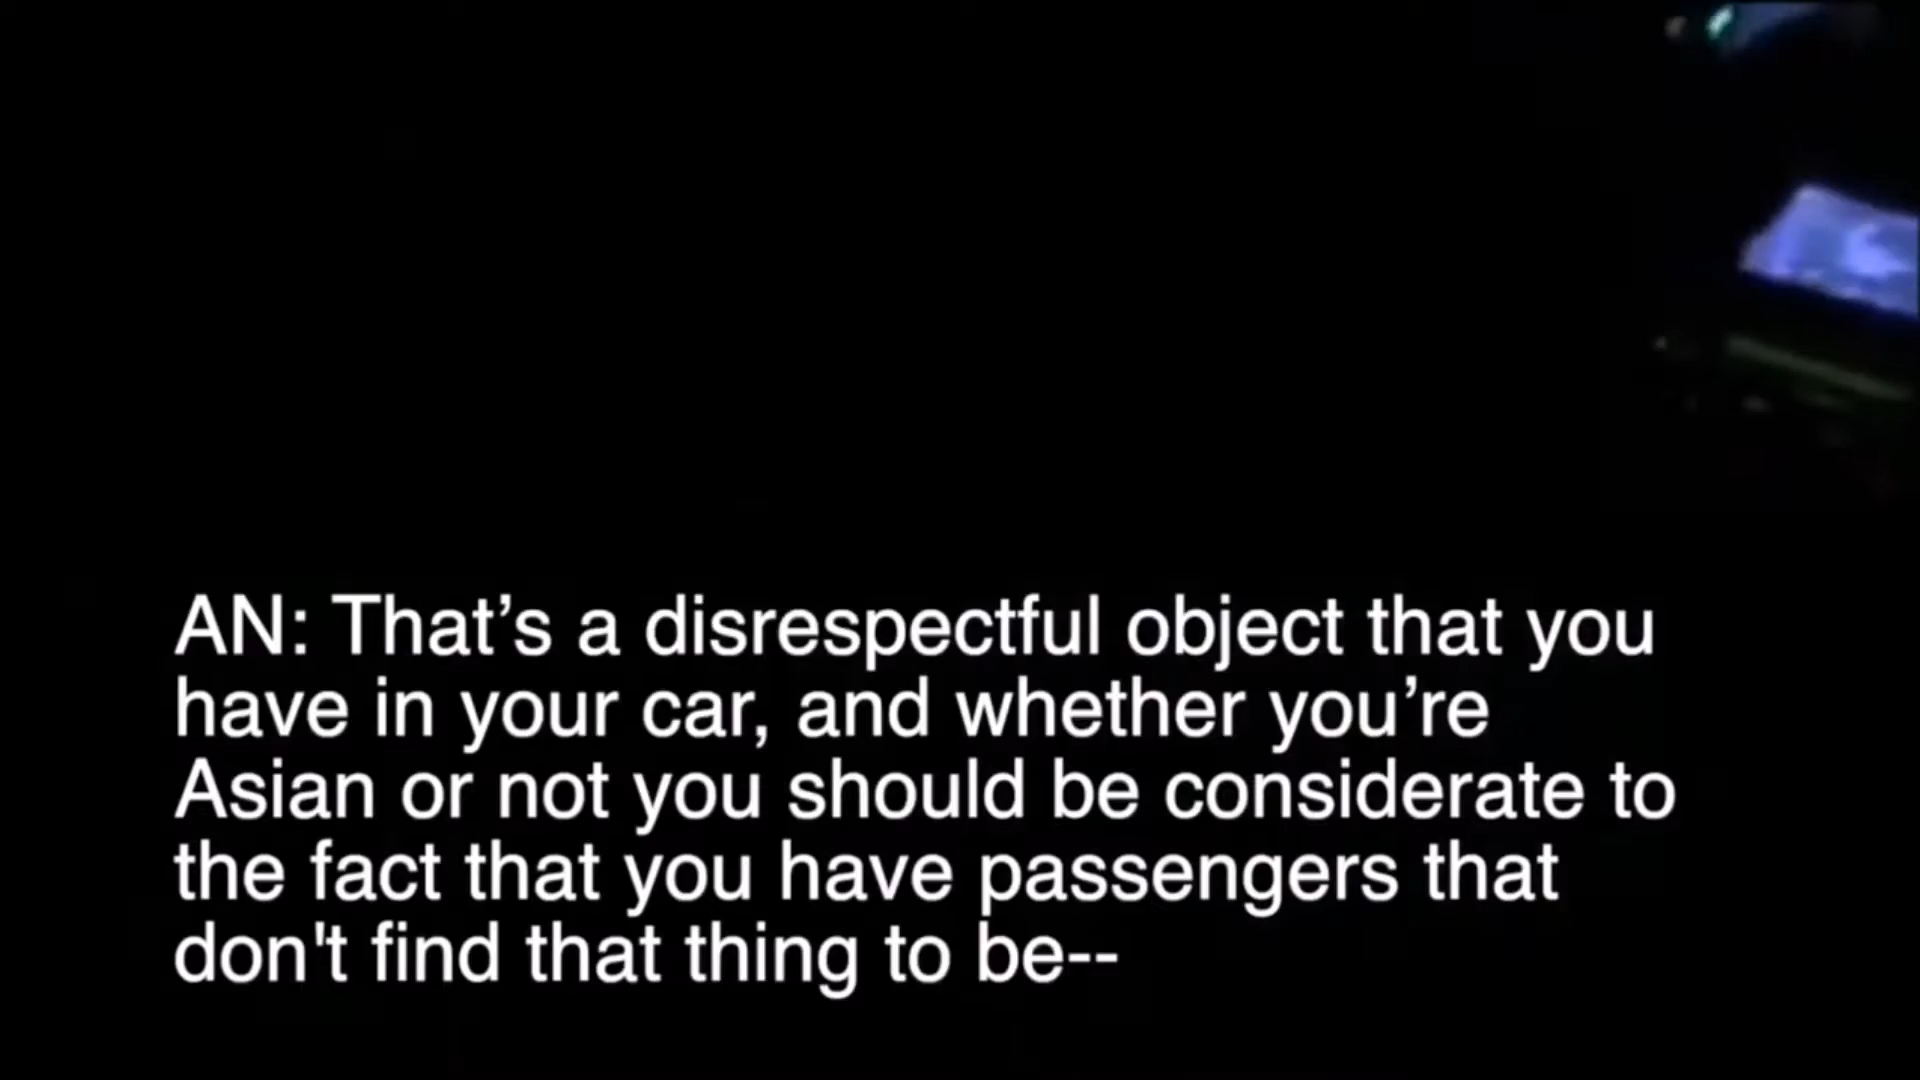 AN: That’s a disrespectful object that you
have in your car, and whether you’re
Asian or not you should be considerate to
the fact that you have passengers that
don't find that thing to be--